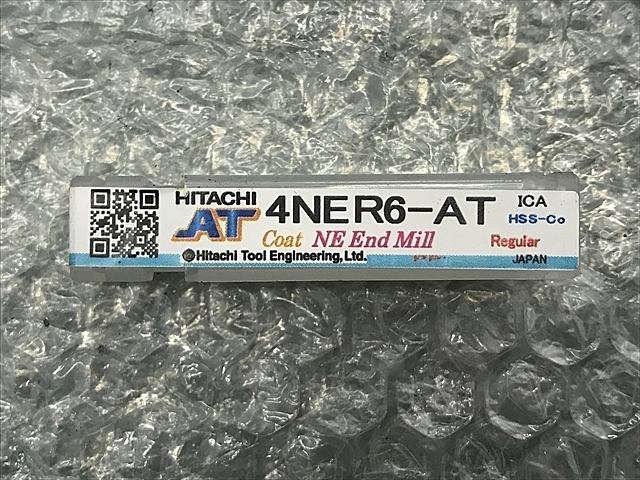 HITACHI
AT 4NER6-AT ICA
HSS-Co
Coat NE End Mill Regular
Hitachi Tool Engineering, Ltd. JAPAN